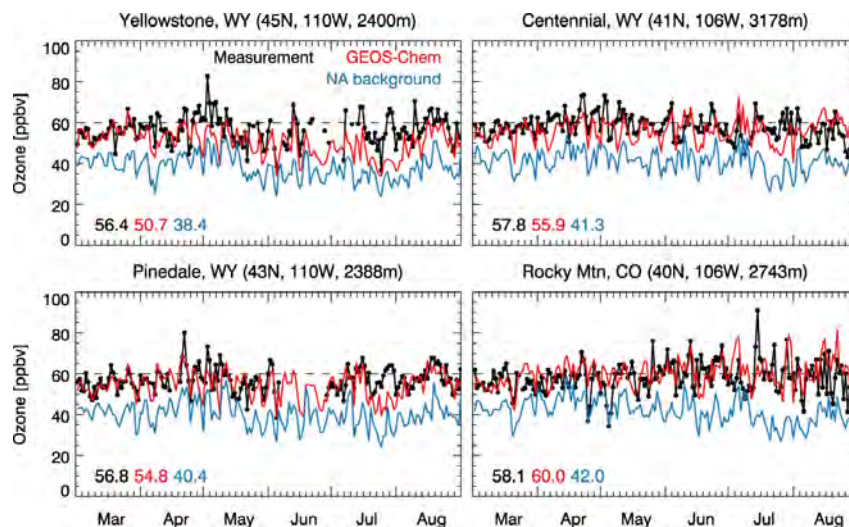 Yellowstone, WY (45N, 110W, 2400m)
Centennial, WY (41N, 106W, 3178m)
100
80
60
40
20
0
Ozone [ppbv]
Measurement
GEOS-Chem
NA background
56.4 50.7 38.4
57.8 55.9 41.3
Pinedale, WY (43N, 110W, 2388m)
Rocky Mtn, CO (40N, 106W, 2743m)
100
80
60
40
20
0
Ozone [ppbv]
56.8 54.8 40.4
58.1 60.0 42.0
Mar Apr May Jun Jul Aug
Mar Apr May Jun Jul Aug